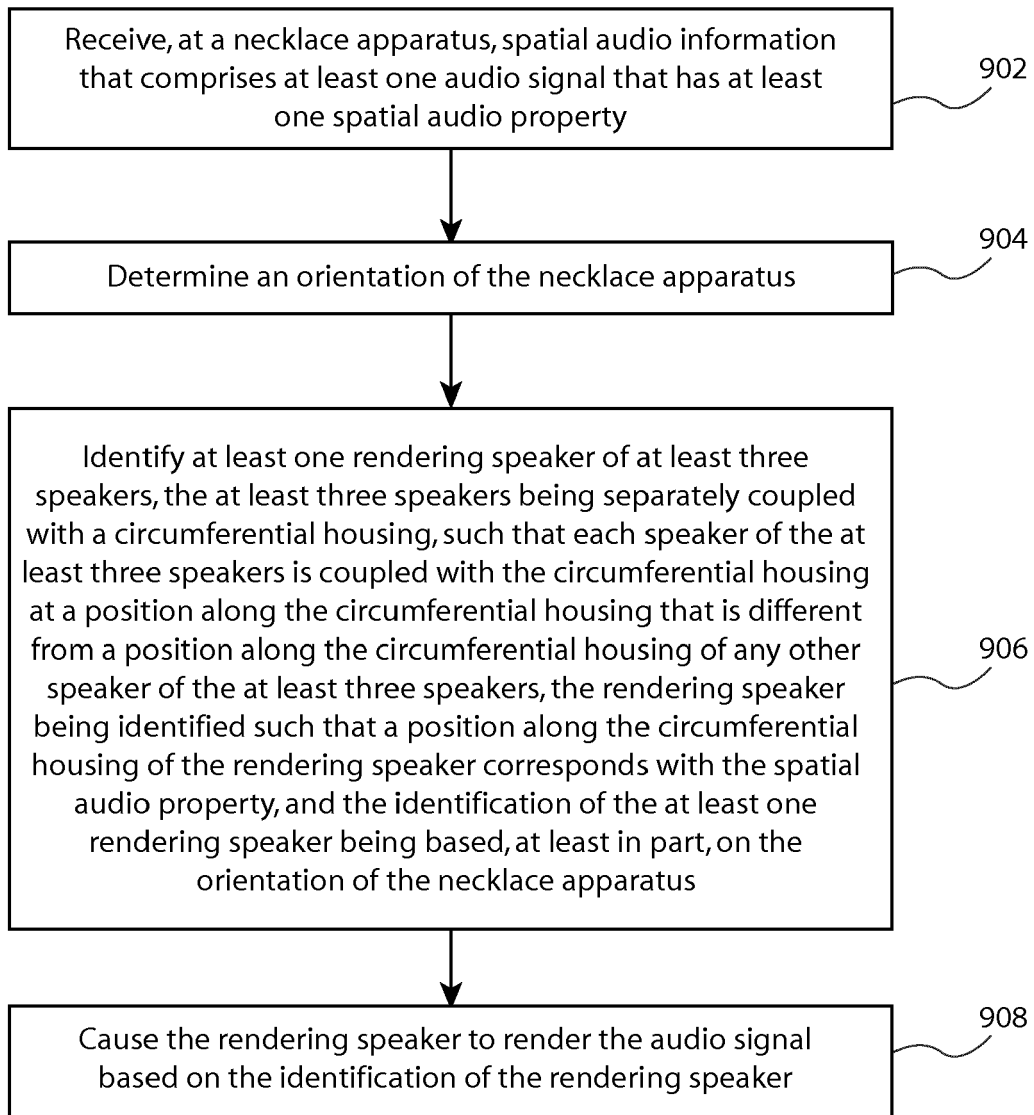 Receive, at a necklace apparatus, spatial audio information
that comprises at least one audio signal that has at least
one spatial audio property
902
Determine an orientation of the necklace apparatus
904
Identify at least one rendering speaker of at least three
speakers, the at least three speakers being separately coupled
with a circumferential housing, such that each speaker of the at
least three speakers is coupled with the circumferential housing
at a position along the circumferential housing that is different
from a position along the circumferential housing of any other
speaker of the at least three speakers, the rendering speaker
being identified such that a position along the circumferential
housing of the rendering speaker corresponds with the spatial
audio property, and the identification of the at least one
rendering speaker being based, at least in part, on the
orientation of the necklace apparatus
906
Cause the rendering speaker to render the audio signal
based on the identification of the rendering speaker
908